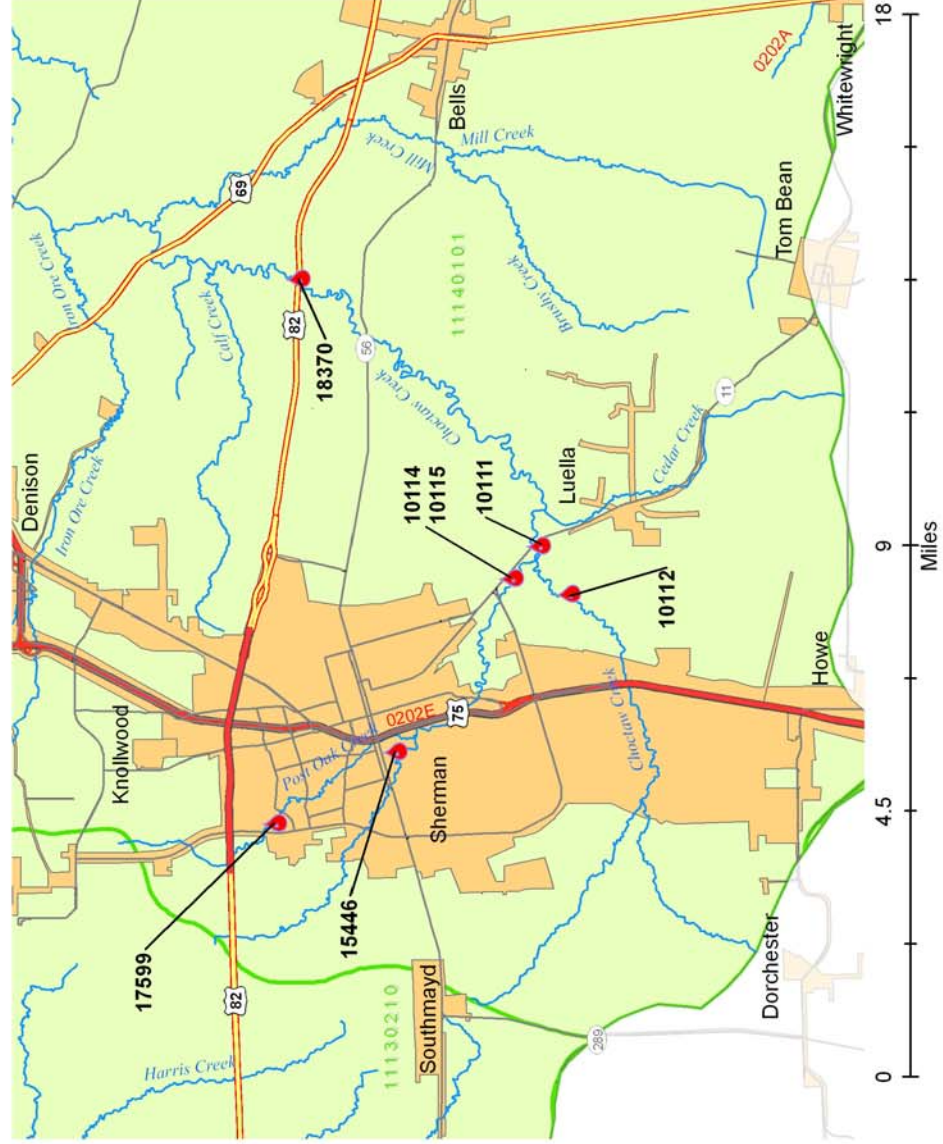 Denison
Iron Ore Creek
Iron Ore Creek
69
Knollwood
Calf Creek
82
82
18370
17599
Harris Creek
Post Oak Creek
0202E
56
Choctaw Creek
Mill Creek
Mill Creek
Bells
15446
Sherman
75
10114
10115
10111
11140101
11130210
Southmayd
Brushy Creek
Luella
Cedar Creek
11
10112
Choctaw Creek
289
Dorchester
Howe
Tom Bean
0202A
Whitewright
0
4.5
9
18
Miles